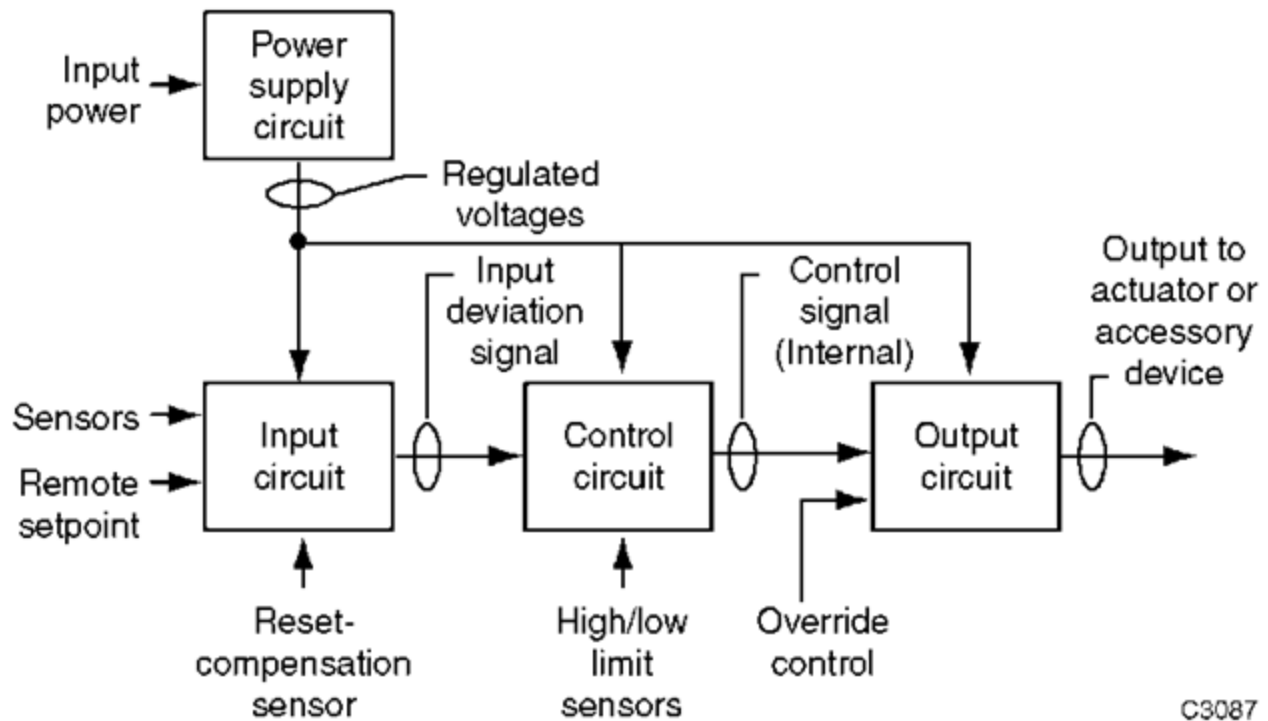 Power
supply
circuit
Input
power
Regulated
voltages
Input
deviation
signal
Control
signal
(Internal)
Output to
actuator or
accessory
device
Sensors
Remote
setpoint
Input
circuit
Control
circuit
Output
circuit
Reset-
compensation
sensor
High/low
limit
sensors
Override
control
C3087